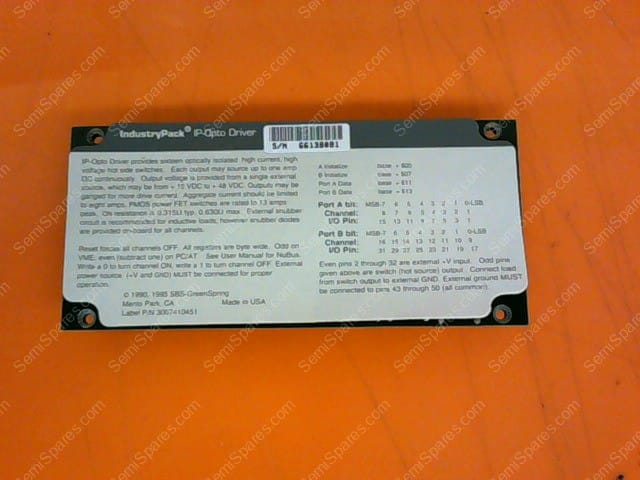 IndustryPack® IP-Opto Driver
S/N 66138081
IP-Opto Driver provides sixteen optically isolated high current, high
voltage hot side switches. Each output may source up to one amp
DC continuously. Output voltage is provided from a single external
source, which may be from + 10 VDC to + 48 VDC. Outputs may be
ganged for more drive current. Aggregate current should be limited
to eight amps. PMOS power FET switches are rated to 13 amps
peak. ON resistance is 0.315Ω typ. 0.630Ω max. External snubber
circuit is recommended for inductive loads, however snubber diodes
are provided on-board for all channels.
Reset forces all channels OFF. All registers are byte wide. Odd on
VME, even (subtract one) on PC/AT. See User Manual for NuBus.
Write a 0 to turn channel ON, write a 1 to turn channel OFF. External
power source (+V and GND) MUST be connected for proper
operation.
© 1990, 1995 SBS-GreenSpring
Menlo Park, CA Made in USA
Label P/N 3007410451
A Initialize base + $05
B Initialize base + $07
Port A Data base + $11
Port B Data base + $13
Port A bit: MSB-7 6 5 4 3 2 1 0-LSB
Channel: 8 7 6 5 4 3 2 1
I/O Pin: 15 13 11 9 7 5 3 1
Port B bit: MSB-7 6 5 4 3 2 1 0-LSB
Channel: 16 15 14 13 12 11 10 9
I/O Pin: 31 29 27 25 23 21 19 17
Even pins 2 through 32 are external +V input. Odd pins
given above are switch (hot source) output. Connect load
from switch output to external GND. External ground MUST
be connected to pins 43 through 50 (all common).
SemiSpares.com